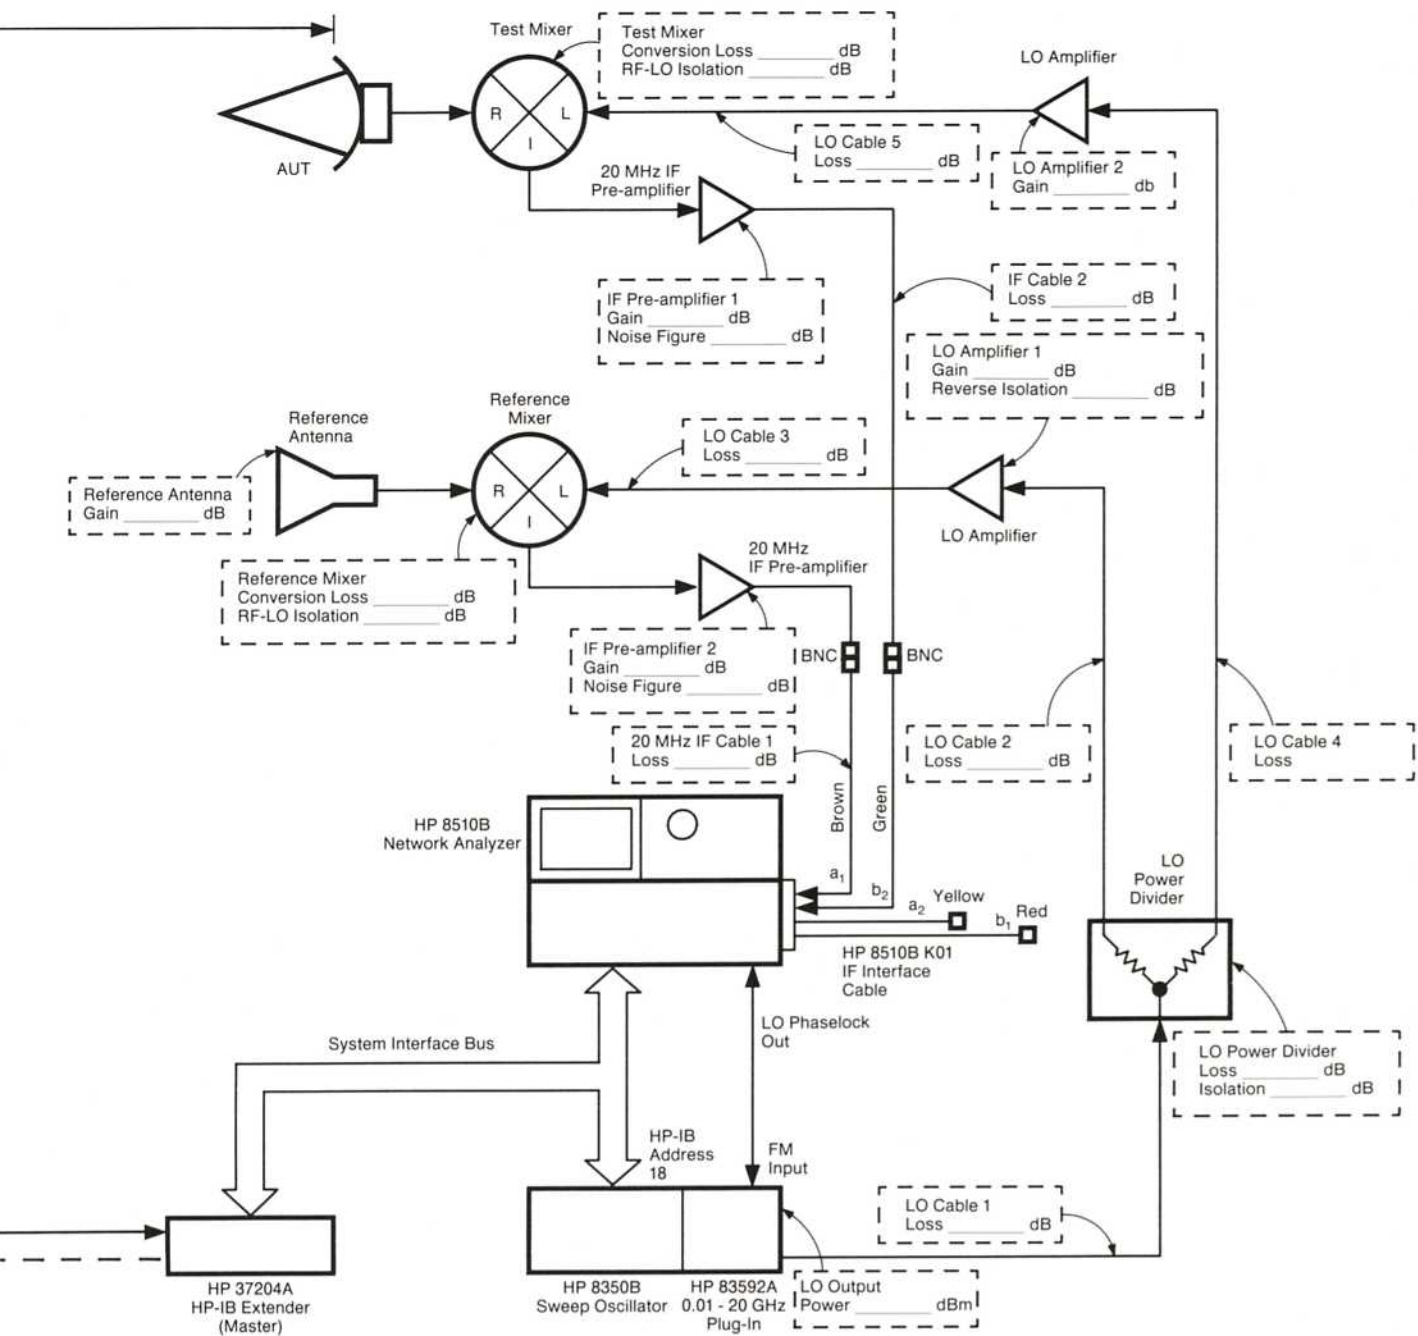 Test Mixer
Test Mixer
Conversion Loss ________ dB
RF-LO Isolation ________ dB
LO Amplifier
R
L
I
AUT
LO Cable 5
Loss ________ dB
LO Amplifier 2
Gain ________ db
20 MHz IF
Pre-amplifier
IF Pre-amplifier 1
Gain ________ dB
Noise Figure ________ dB
IF Cable 2
Loss ________ dB
LO Amplifier 1
Gain ________ dB
Reverse Isolation ________ dB
Reference
Antenna
Reference
Mixer
LO Cable 3
Loss ________ dB
Reference Antenna
Gain ________ dB
R
L
I
LO Amplifier
Reference Mixer
Conversion Loss ________ dB
RF-LO Isolation ________ dB
20 MHz
IF Pre-amplifier
IF Pre-amplifier 2
Gain ________ dB
Noise Figure ________ dB
BNC
BNC
20 MHz IF Cable 1
Loss ________ dB
LO Cable 2
Loss ________ dB
LO Cable 4
Loss
Brown
Green
HP 8510B
Network Analyzer
a1
b2
a2
Yellow
b1
Red
HP 8510B K01
IF Interface
Cable
LO
Power
Divider
LO Phaselock
Out
System Interface Bus
LO Power Divider
Loss ________ dB
Isolation ________ dB
HP-IB
Address
18
FM
Input
LO Cable 1
Loss ________ dB
HP 37204A
HP-IB Extender
(Master)
HP 8350B
Sweep Oscillator
HP 83592A
0.01 - 20 GHz
Plug-In
LO Output
Power ________ dBm